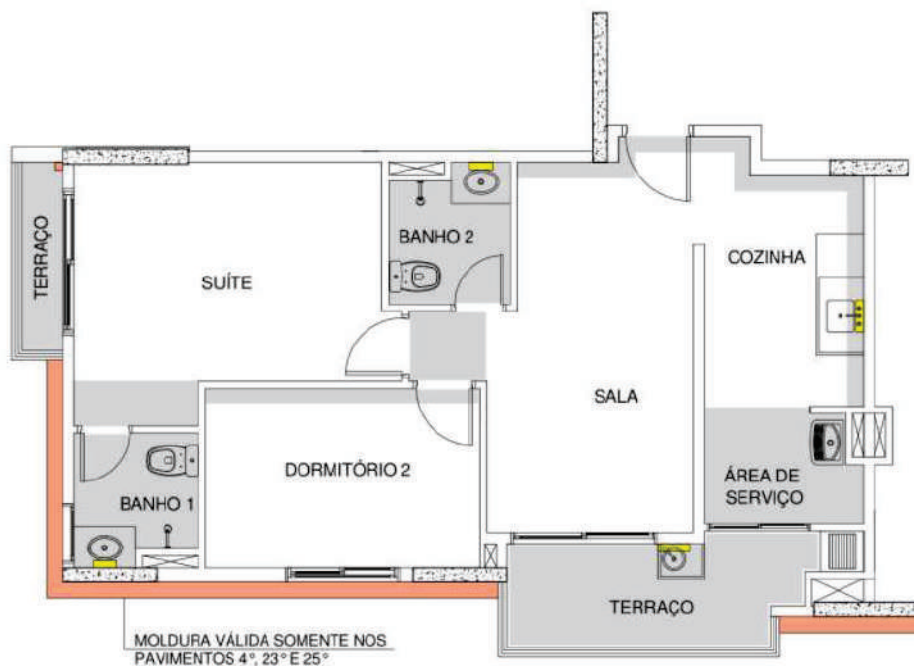 BANHO 2
TERRAÇO
SUÍTE
COZINHA
SALA
DORMITÓRIO 2
ÁREA DE
SERVIÇO
BANHO 1
TERRAÇO
MOLDURA VÁLIDA SOMENTE NOS
PAVIMENTOS 4°, 23° E 25°